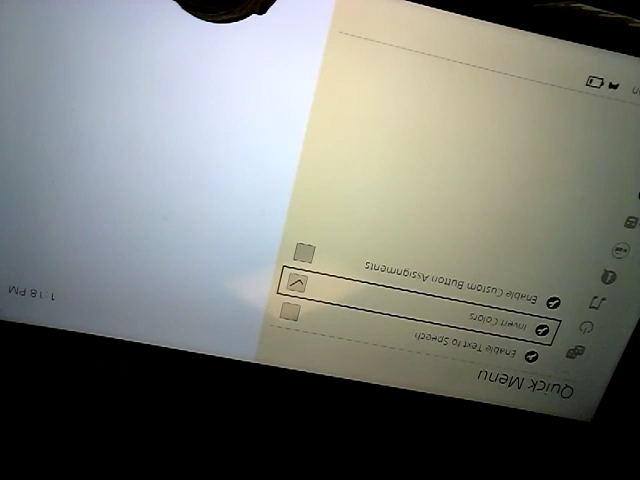 Quick Menu
Enable Text to Speech
Invert Colors
Enable Custom Button Assignments
1:18 PM